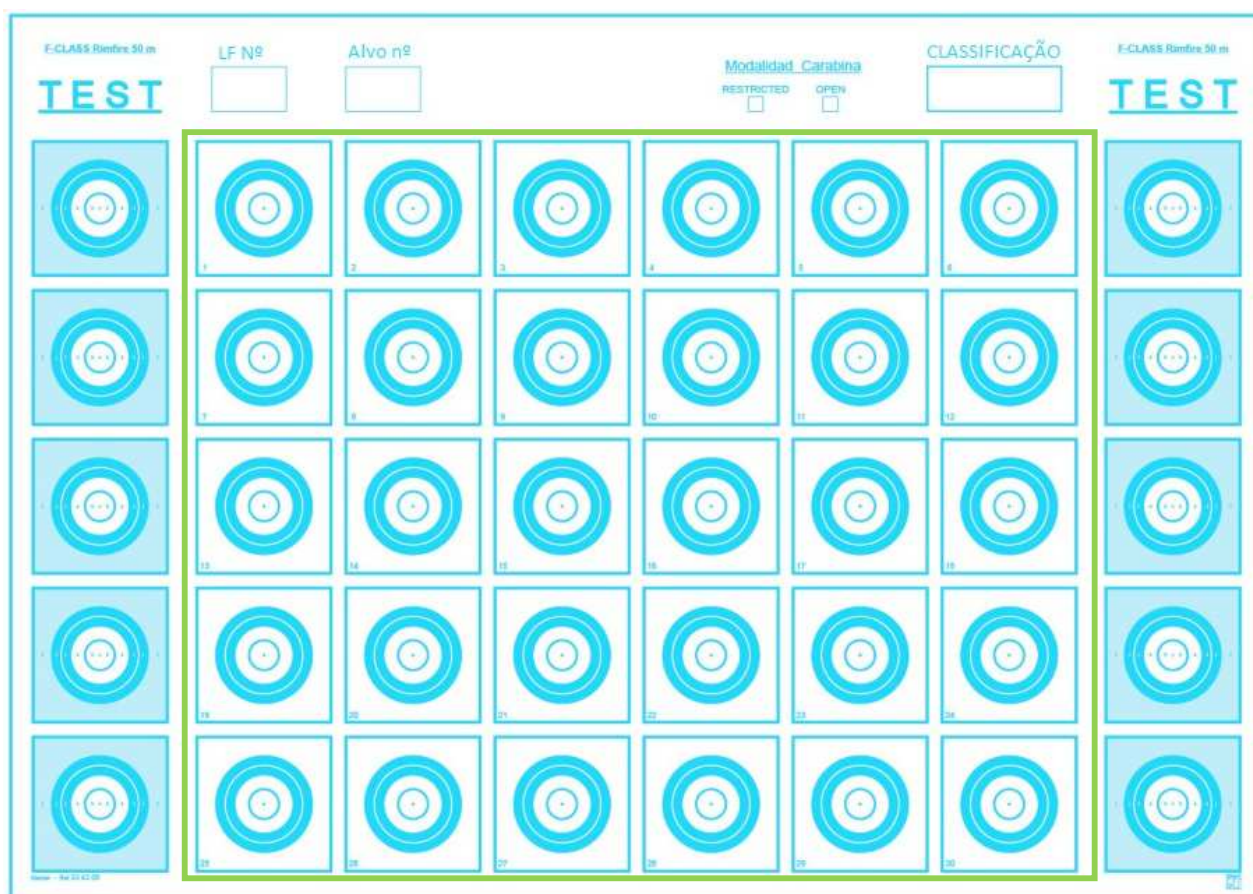 F-CLASS Rimfire 50 m
TEST
LF Nº
Alvo nº
Modalidad Carabina
RESTRICTED OPEN
CLASSIFICAÇÃO
F-CLASS Rimfire 50 m
TEST
1 2 3 4 5 6
7 8 9 10 11 12
13 14 15 16 17 18
19 20 21 22 23 24
25 26 27 28 29 30